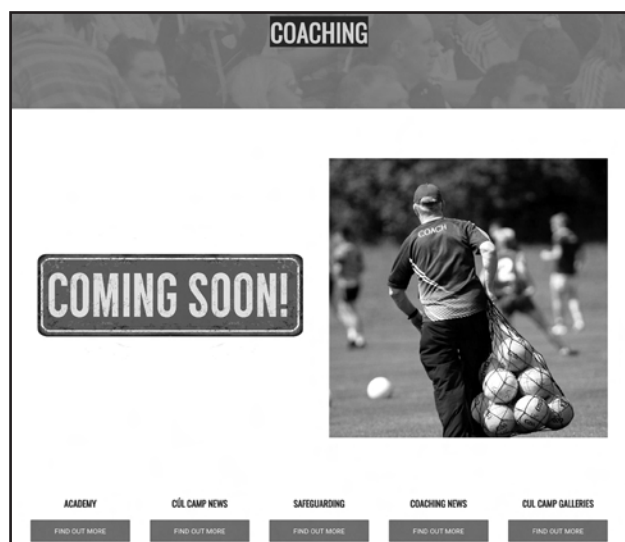 COACHING
COMING SOON!
COACH
ACADEMY
CÚL CAMP NEWS
SAFEGUARDING
COACHING NEWS
CUL CAMP GALLERIES
FIND OUT MORE
FIND OUT MORE
FIND OUT MORE
FIND OUT MORE
FIND OUT MORE